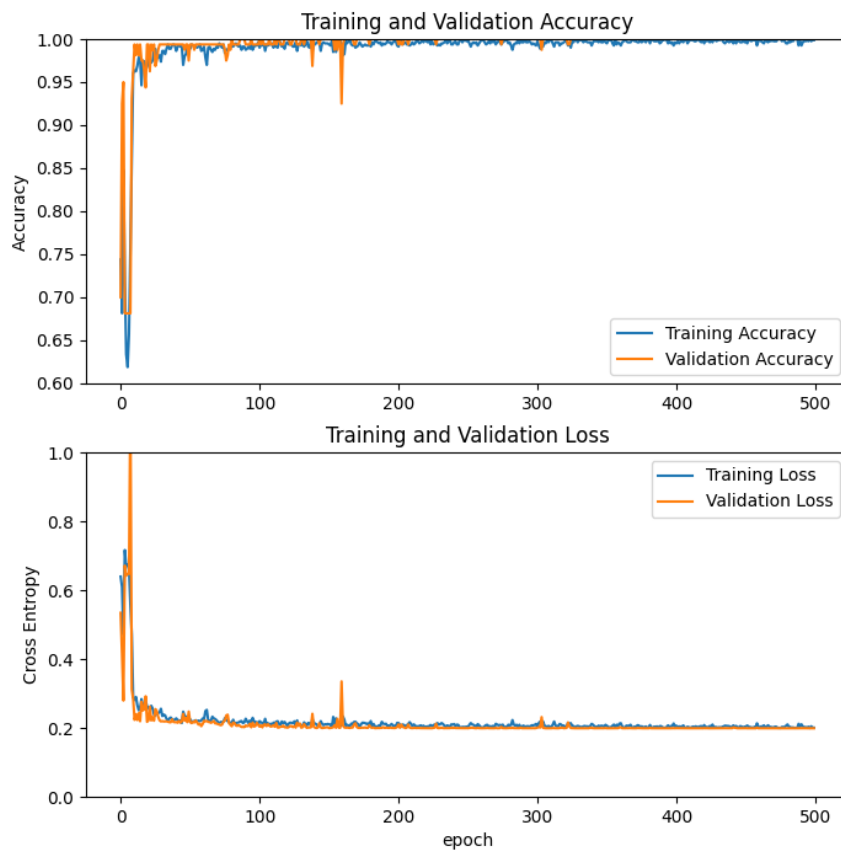 Training and Validation Accuracy
1.00
0.95
0.90
0.85
0.80
0.75
0.70
0.65
0.60
Accuracy
Training Accuracy
Validation Accuracy
0 100 200 300 400 500
Training and Validation Loss
1.0
0.8
0.6
0.4
0.2
0.0
Cross Entropy
Training Loss
Validation Loss
0 100 200 300 400 500
epoch